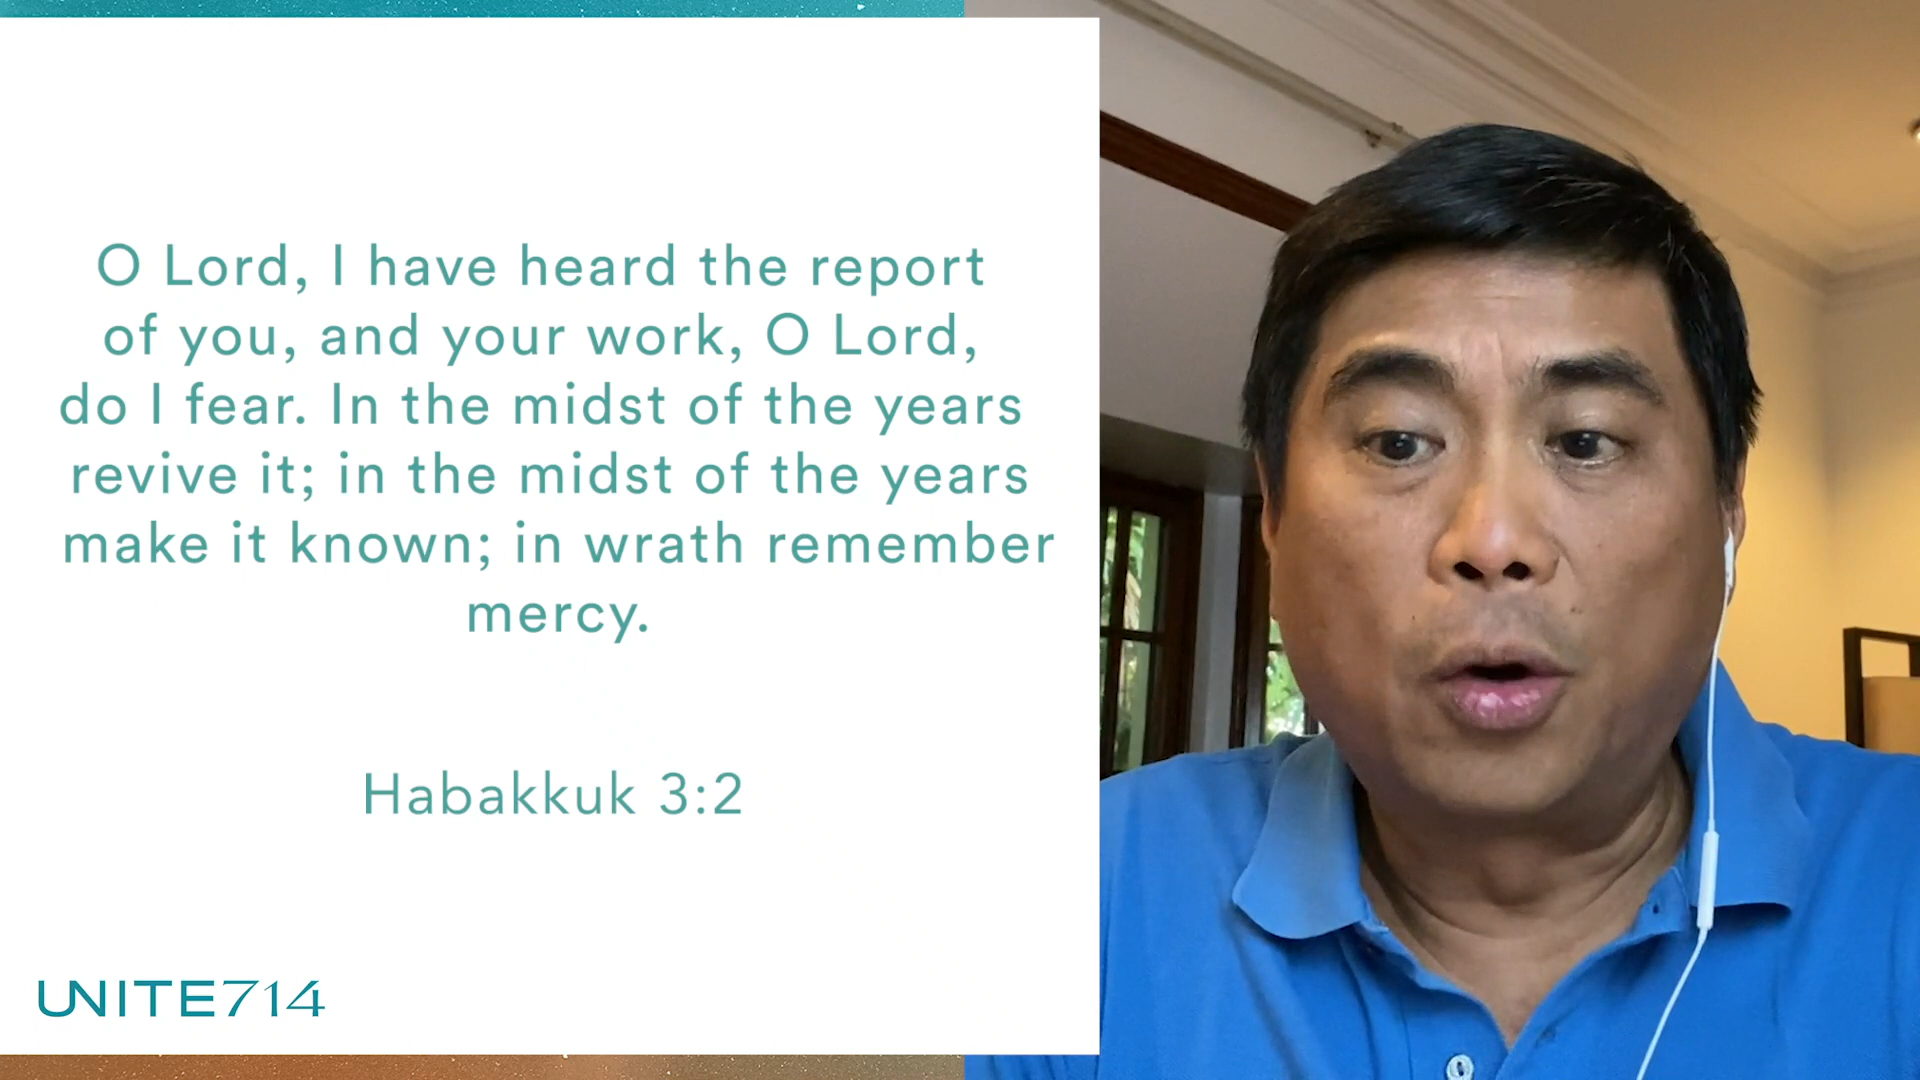 O Lord, I have heard the report
of you, and your work, O Lord,
do I fear. In the midst of the years
revive it; in the midst of the years
make it known; in wrath remember
mercy.
Habakkuk 3:2
UNITE714